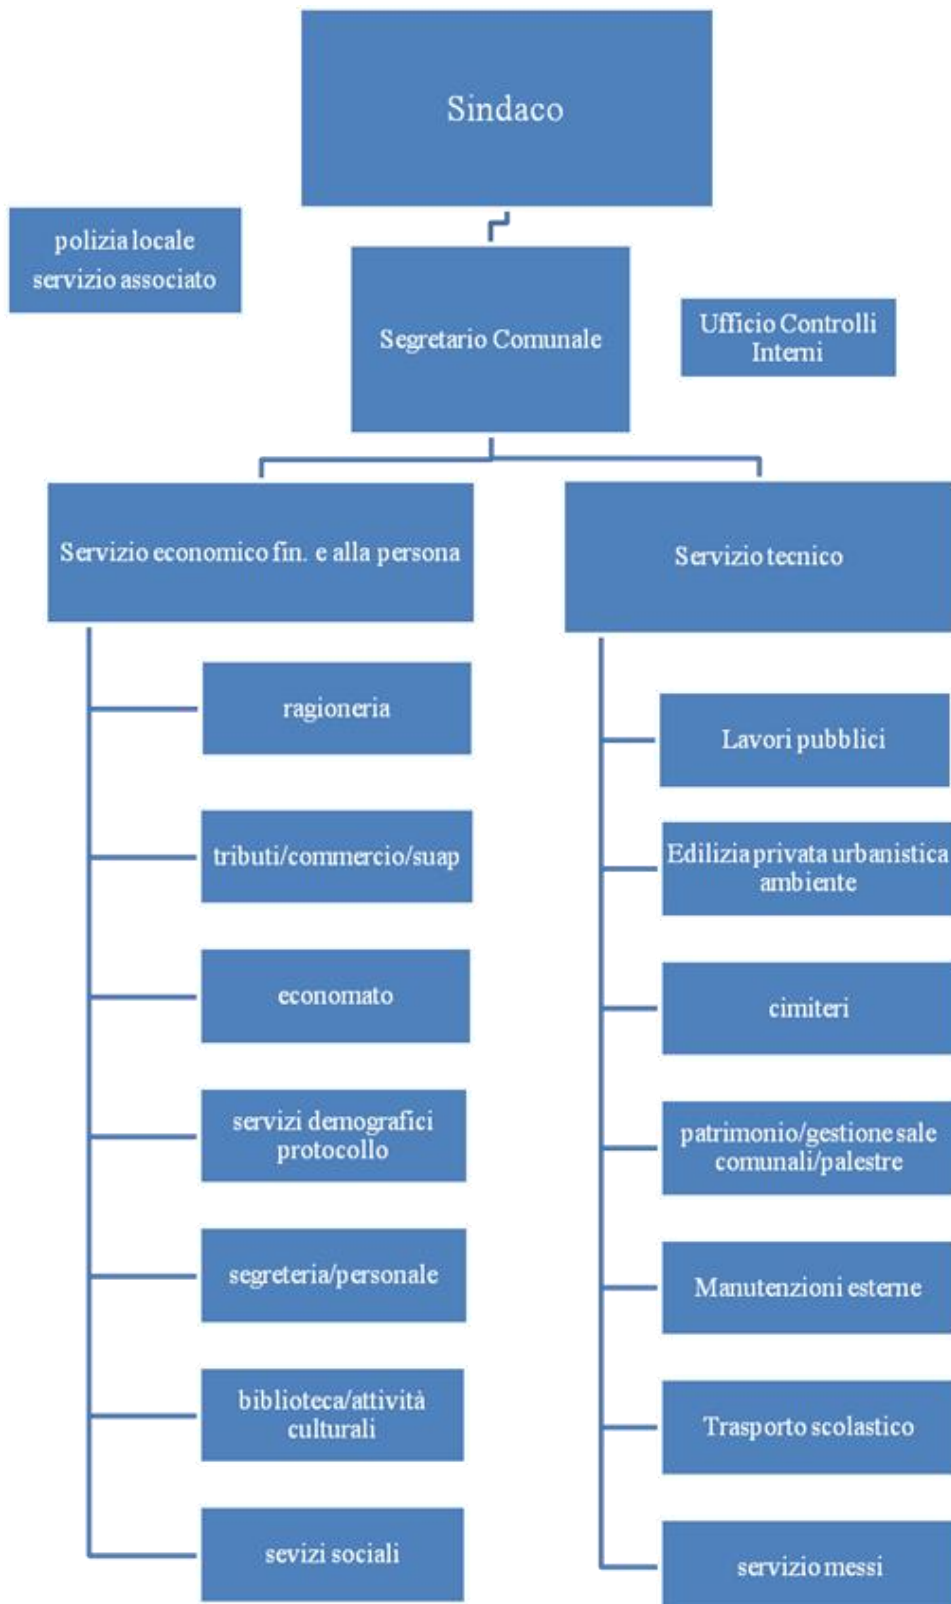 Sindaco
polizia locale
servizio associato
Segretario Comunale
Ufficio Controlli
Interni
Servizio economico fin. e alla persona
Servizio tecnico
ragioneria
tributi/commercio/suap
economato
servizi demografici
protocollo
segreteria/personale
biblioteca/attività
culturali
sevizi sociali
Lavori pubblici
Edilizia privata urbanistica
ambiente
cimiteri
patrimonio/gestione sale
comunali/palestre
Manutenzioni esterne
Trasporto scolastico
servizio messi